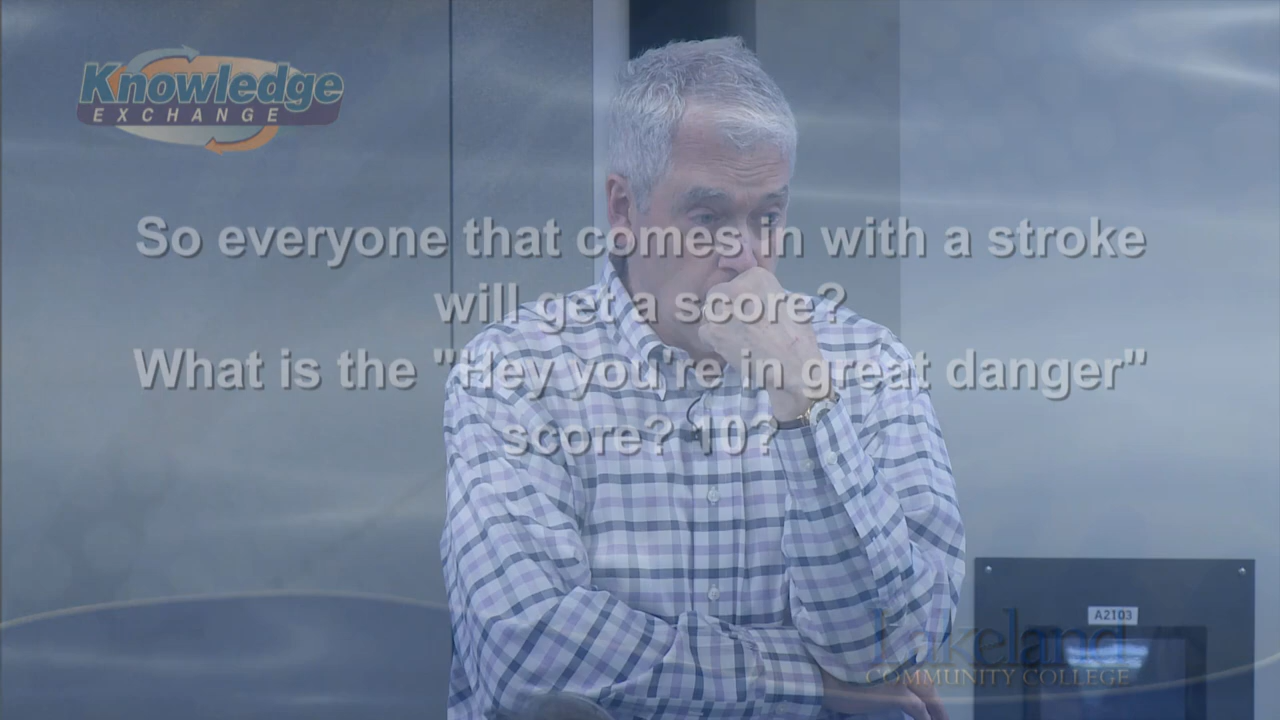 Knowledge
EXCHANGE
So everyone that comes in with a stroke
will get a score?
What is the "Hey you're in great danger"
score? 10?
A2103
Lakeland
COMMUNITY COLLEGE